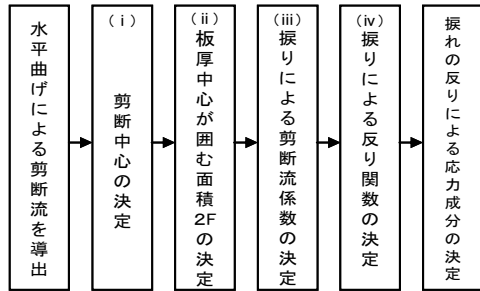 水平曲げによる剪断流を導出
(ⅰ)
剪断中心の決定
(ⅱ)
板厚中心が囲む面積2Fの決定
(ⅲ)
捩りによる剪断流係数の決定
(ⅳ)
捩りによる反り関数の決定
捩れの反りによる応力成分の決定